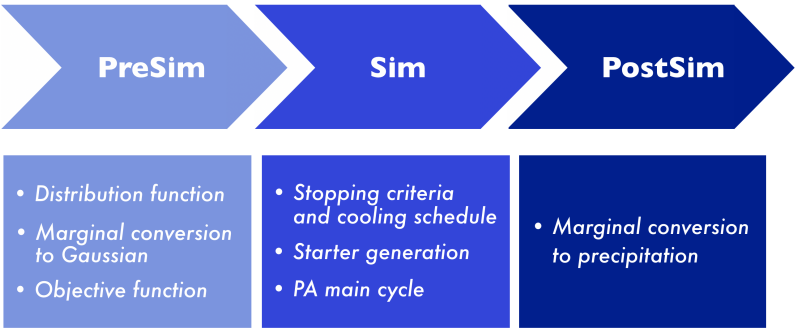 PreSim
Sim
PostSim
• Distribution function
• Marginal conversion
to Gaussian
• Objective function
• Stopping criteria
and cooling schedule
• Starter generation
• PA main cycle
• Marginal conversion
to precipitation